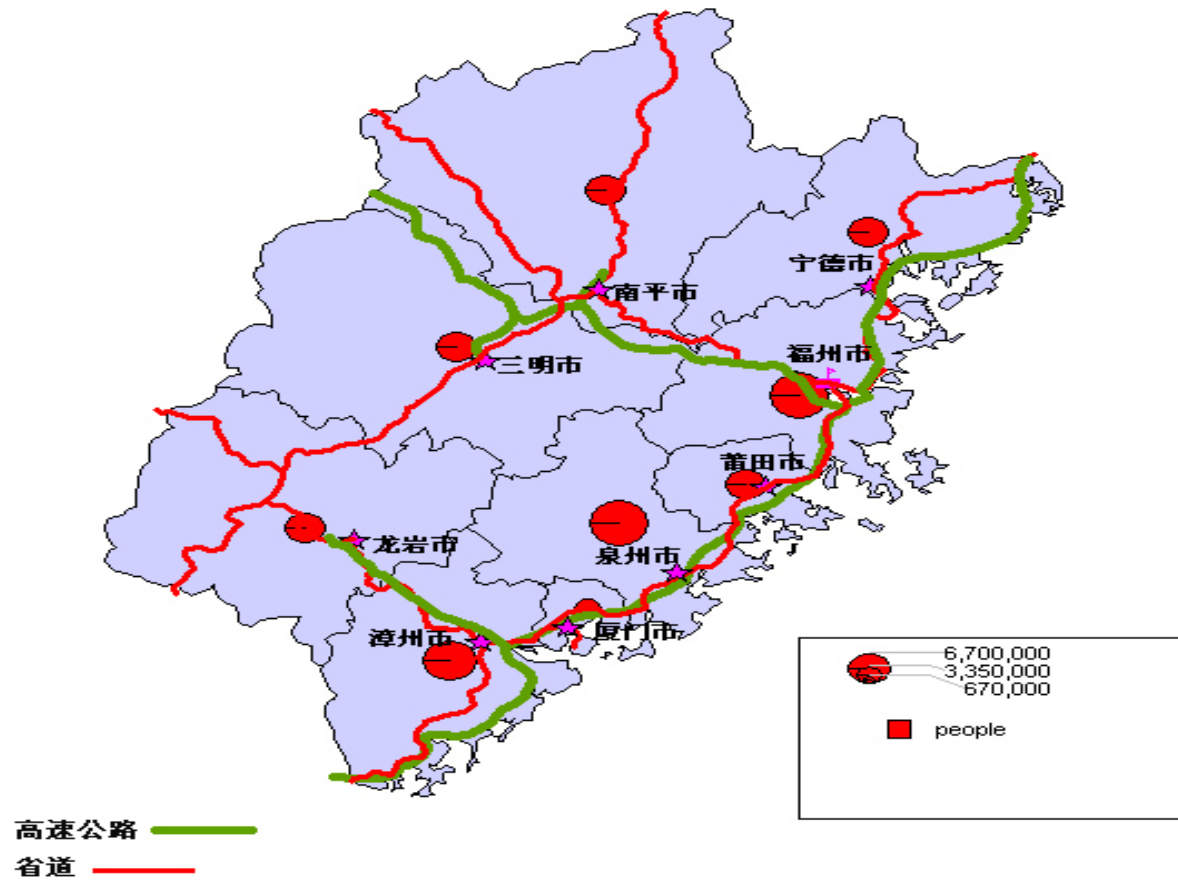 宁德市
南平市
福州市
三明市
莆田市
龙岩市
泉州市
漳州市
厦门市
6,700,000
3,350,000
670,000
people
高速公路
省道